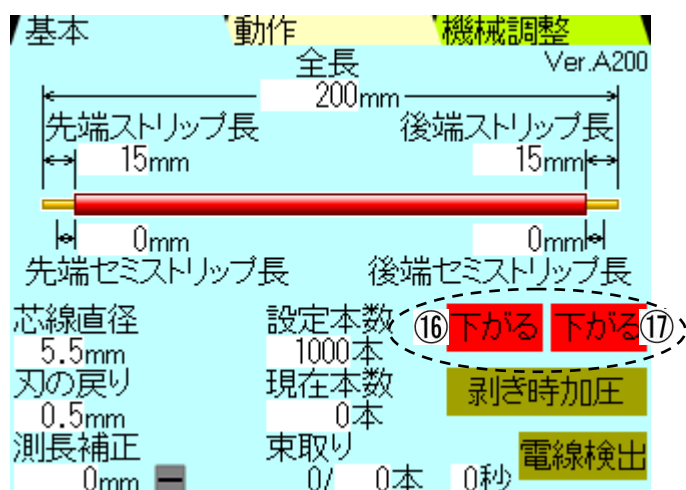 基本 動作 機械調整
全長 Ver.A200
200mm
先端ストリップ長 後端ストリップ長
15mm 15mm
0mm 0mm
先端セミストリップ長 後端セミストリップ長
芯線直径 設定本数 ⑯ 下がる 下がる ⑰
5.5mm 1000本
刃の戻り 現在本数 剥き時加圧
0.5mm 0本
測長補正 束取り 電線検出
0mm ー 0/ 0本 0秒